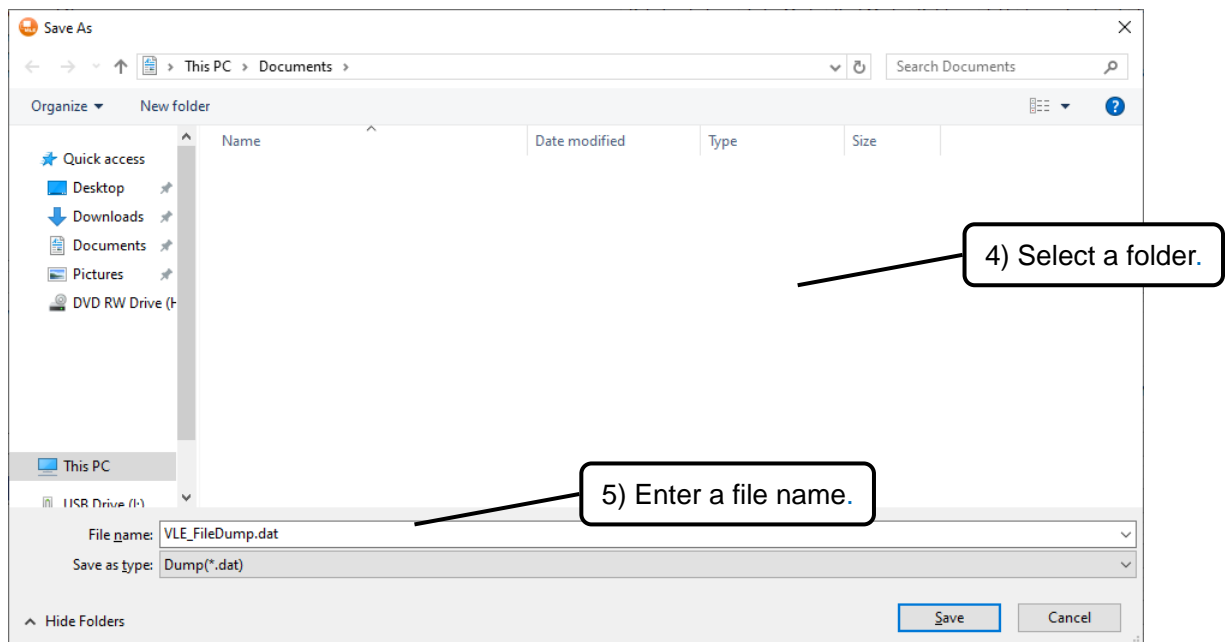 Save As
This PC > Documents >
Search Documents
Organize
New folder
Name
Date modified
Type
Size
Quick access
Desktop
Downloads
Documents
Pictures
DVD RW Drive (H
4) Select a folder.
This PC
USB Drive (I:)
5) Enter a file name.
File name: VLE_FileDump.dat
Save as type: Dump(*.dat)
Hide Folders
Save
Cancel